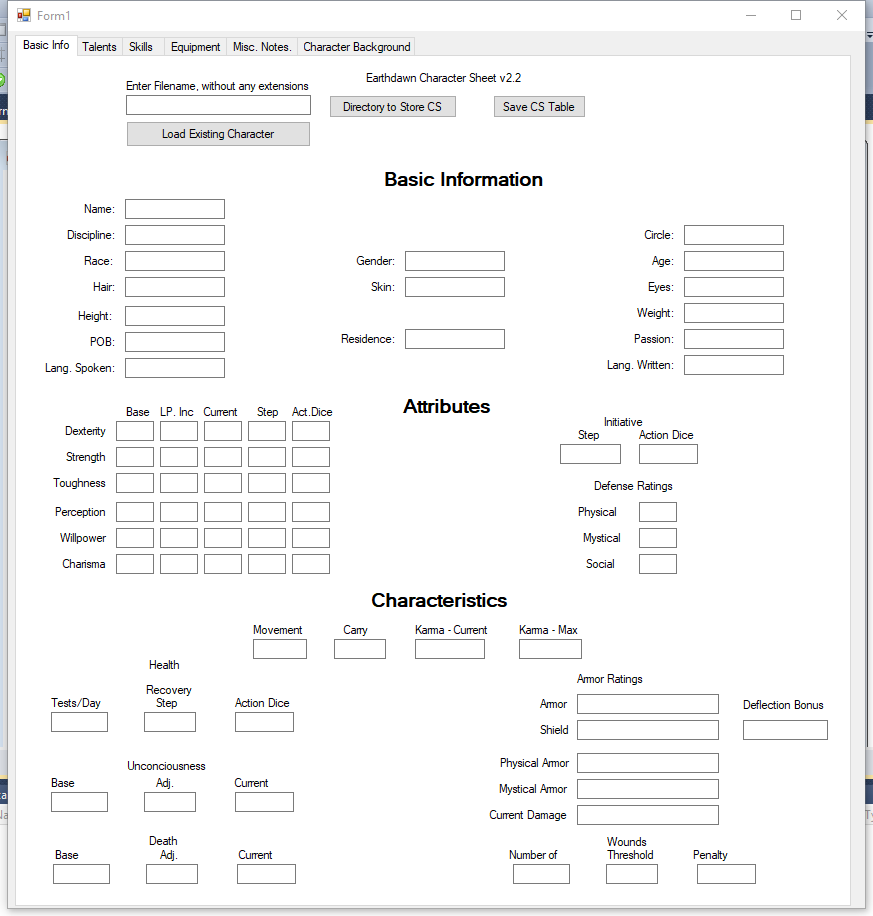 Form1
Basic Info Talents Skills Equipment Misc. Notes. Character Background
Earthdawn Character Sheet v2.2
Enter Filename, without any extensions
Directory to Store CS Save CS Table
Load Existing Character
Basic Information
Name:
Discipline: Circle:
Race: Gender: Age:
Hair: Skin: Eyes:
Height: Weight:
POB: Residence: Passion:
Lang. Spoken: Lang. Written:
Attributes
Base LP. Inc Current Step Act.Dice
Dexterity
Strength
Toughness
Perception
Willpower
Charisma
Initiative
Step Action Dice
Defense Ratings
Physical
Mystical
Social
Characteristics
Movement Carry Karma - Current Karma - Max
Health
Recovery
Tests/Day Step Action Dice
Unconciousness
Base Adj. Current
Death
Base Adj. Current
Armor Ratings
Armor Deflection Bonus
Shield
Physical Armor
Mystical Armor
Current Damage
Wounds
Number of Threshold Penalty